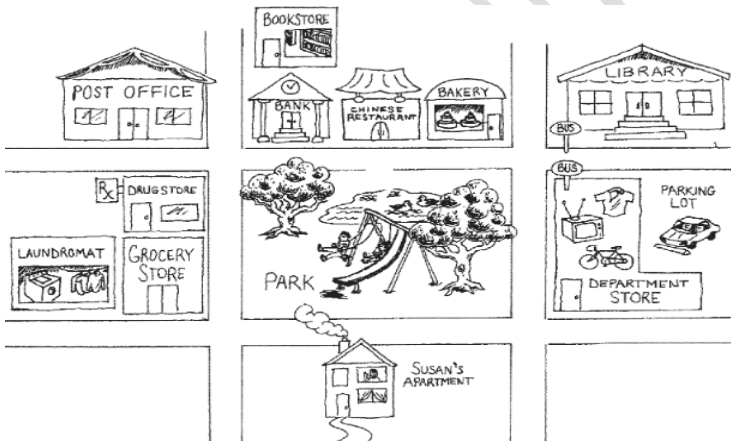 BOOKSTORE
POST OFFICE
BANK
CHINESE
RESTAURANT
BAKERY
LIBRARY
BUS
BUS
Rx
DRUGSTORE
LAUNDROMAT
GROCERY
STORE
PARK
PARKING
LOT
DEPARTMENT
STORE
SUSAN'S
APARTMENT